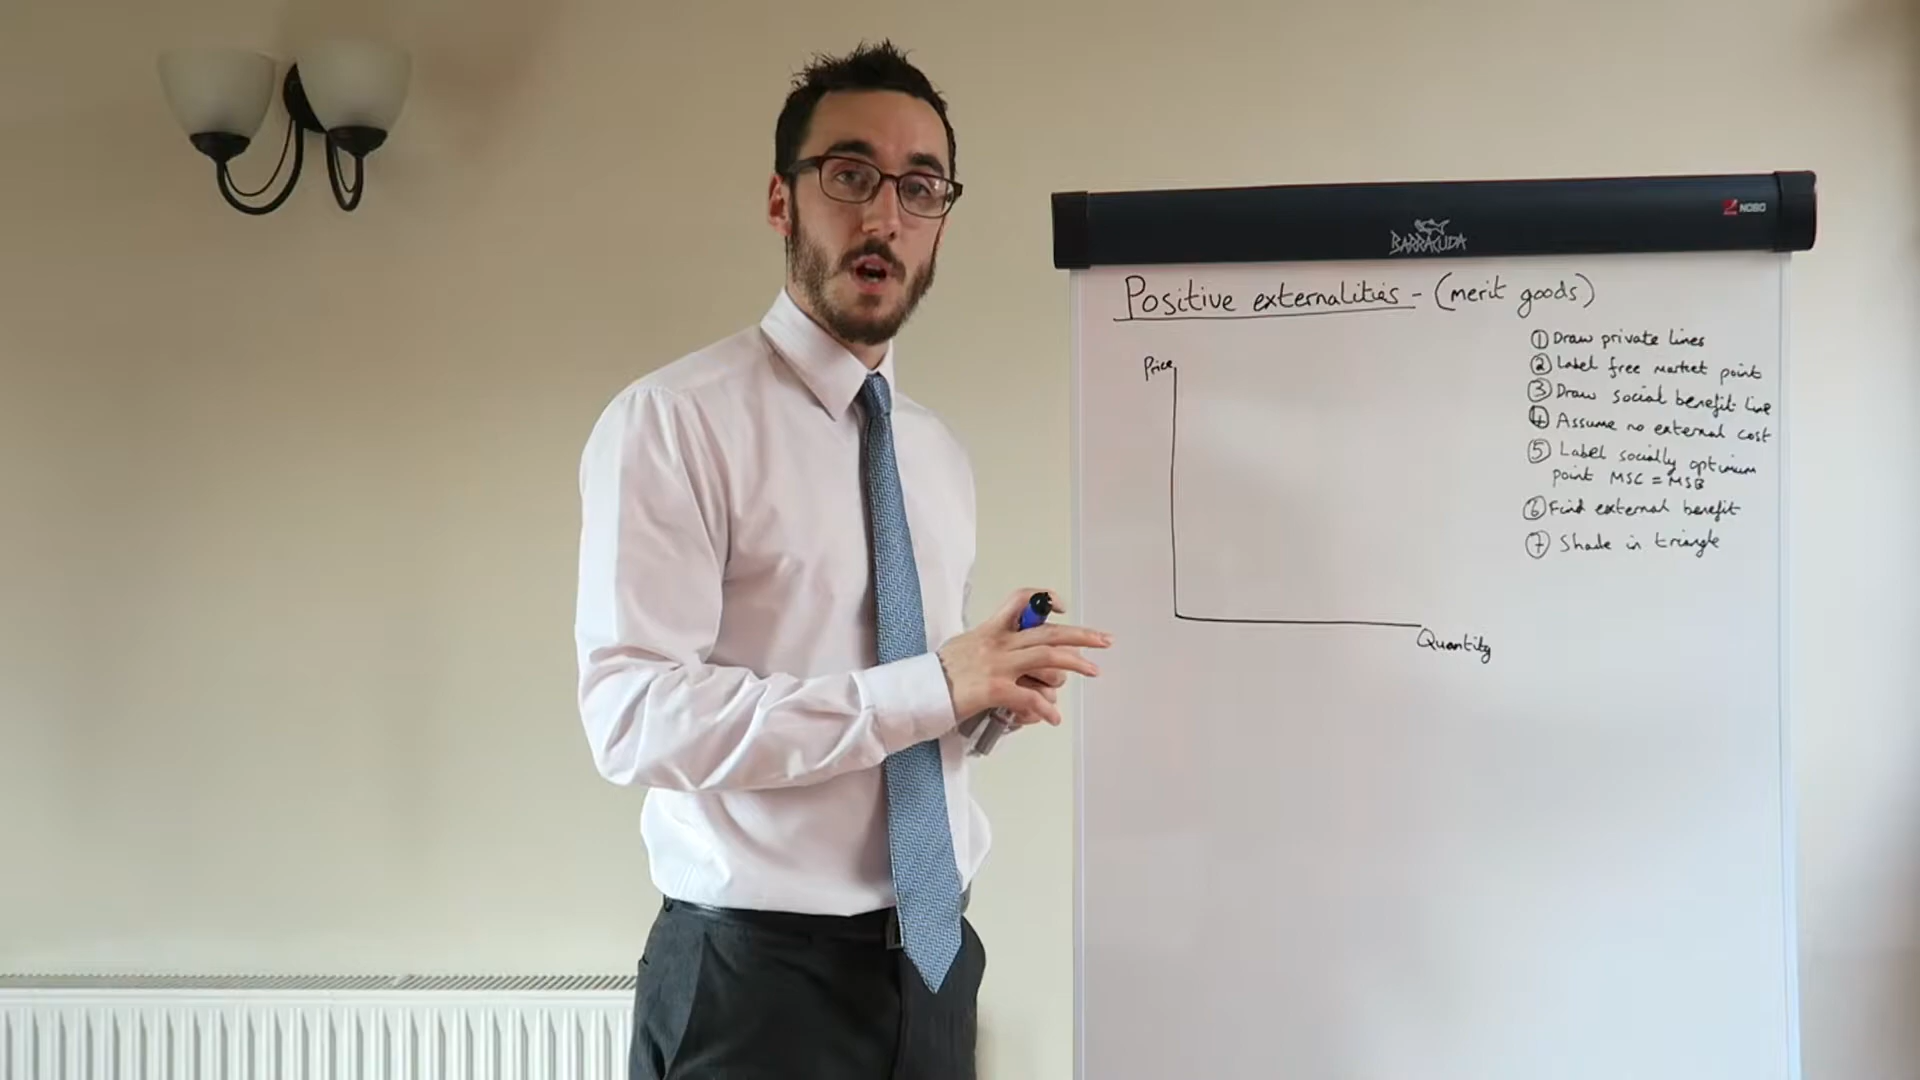 BARRACUDA
NOBO
Positive externalities - (merit goods)
Price
Quantity
① Draw private lines
② Label free market point
③ Draw social benefit line
④ Assume no external cost
⑤ Label socially optimum
point MSC = MSB
⑥ Find external benefit
⑦ Shade in triangle